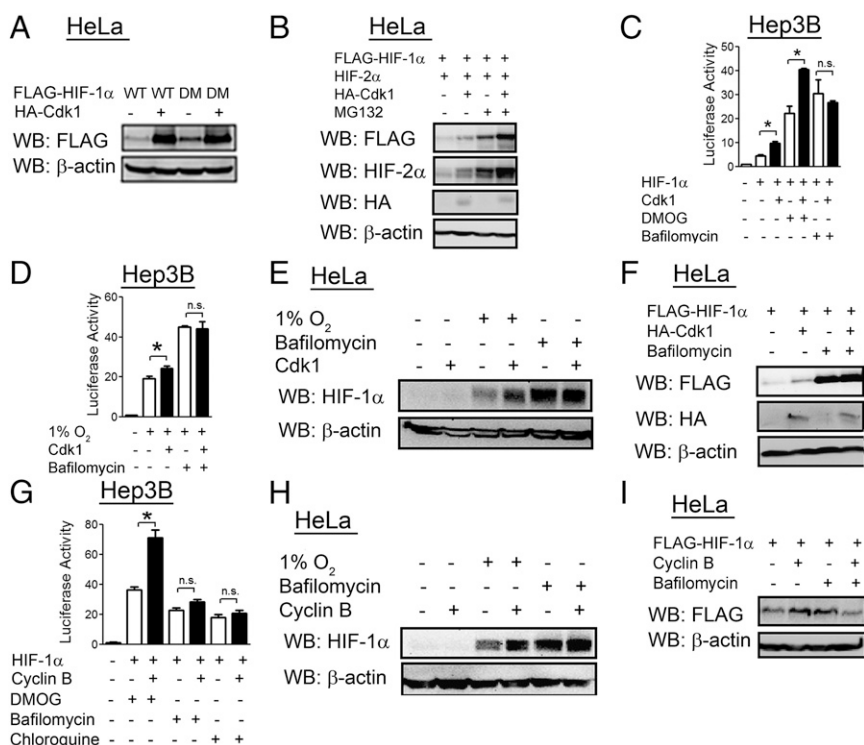 A HeLa
FLAG-HIF-1α WT WT DM DM
HA-Cdk1 - + - +
WB: FLAG
WB: β-actin
B HeLa
FLAG-HIF-1α + + + +
HIF-2α + + + +
HA-Cdk1 - + - +
MG132 - - + +
WB: FLAG
WB: HIF-2α
WB: HA
WB: β-actin
C Hep3B
Luciferase Activity
50
40
30
20
10
0
* * n.s.
HIF-1α - + + + + + +
Cdk1 - - + - + - +
DMOG - - - + + - -
Bafilomycin - - - - - + +
D Hep3B
Luciferase Activity
60
40
20
0
* n.s.
1% O2 - + + + +
Cdk1 - - + - +
Bafilomycin - - - + +
E HeLa
1% O2 - - + + - -
Bafilomycin - - - - + +
Cdk1 - + - + - +
WB: HIF-1α
WB: β-actin
F HeLa
FLAG-HIF-1α + + + +
HA-Cdk1 - + - +
Bafilomycin - - + +
WB: FLAG
WB: HA
WB: β-actin
G Hep3B
Luciferase Activity
80
60
40
20
0
* n.s. n.s.
HIF-1α - + + + + + +
Cyclin B - - + - + - +
DMOG - + + - - - -
Bafilomycin - - - + + - -
Chloroquine - - - - - + +
H HeLa
1% O2 - - + + - -
Bafilomycin - - - - + +
Cyclin B - + - + - +
WB: HIF-1α
WB: β-actin
I HeLa
FLAG-HIF-1α + + + +
Cyclin B - + - +
Bafilomycin - - + +
WB: FLAG
WB: β-actin